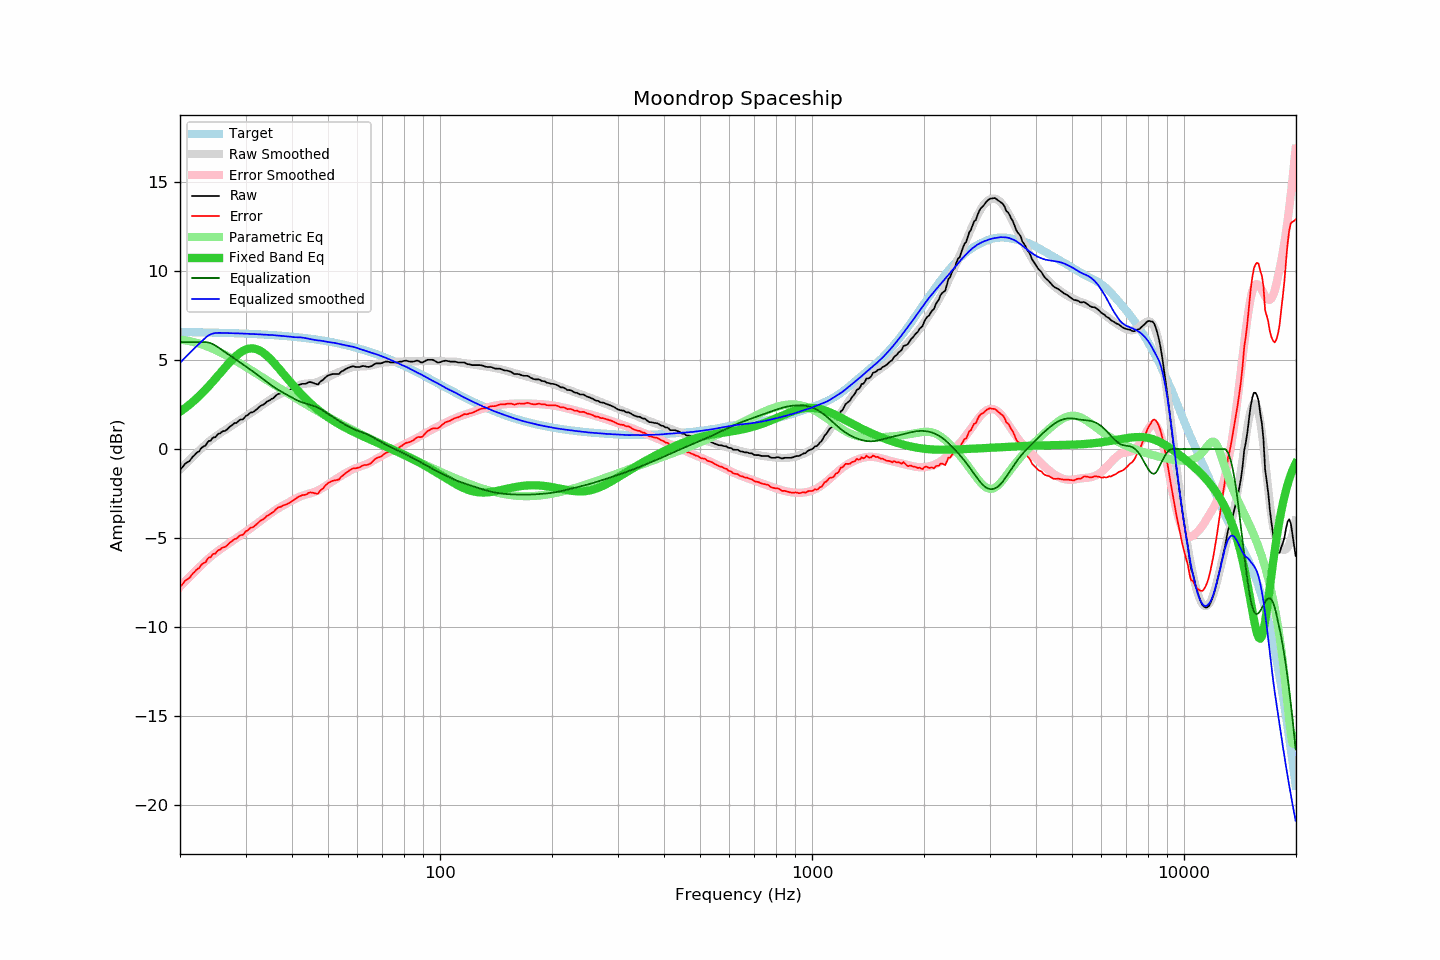 Moondrop Spaceship
Target
Raw Smoothed
Error Smoothed
Raw
Error
Parametric Eq
Fixed Band Eq
Equalization
Equalized smoothed
15
10
5
0
−5
−10
−15
−20
Amplitude (dBr)
100
1000
10000
Frequency (Hz)